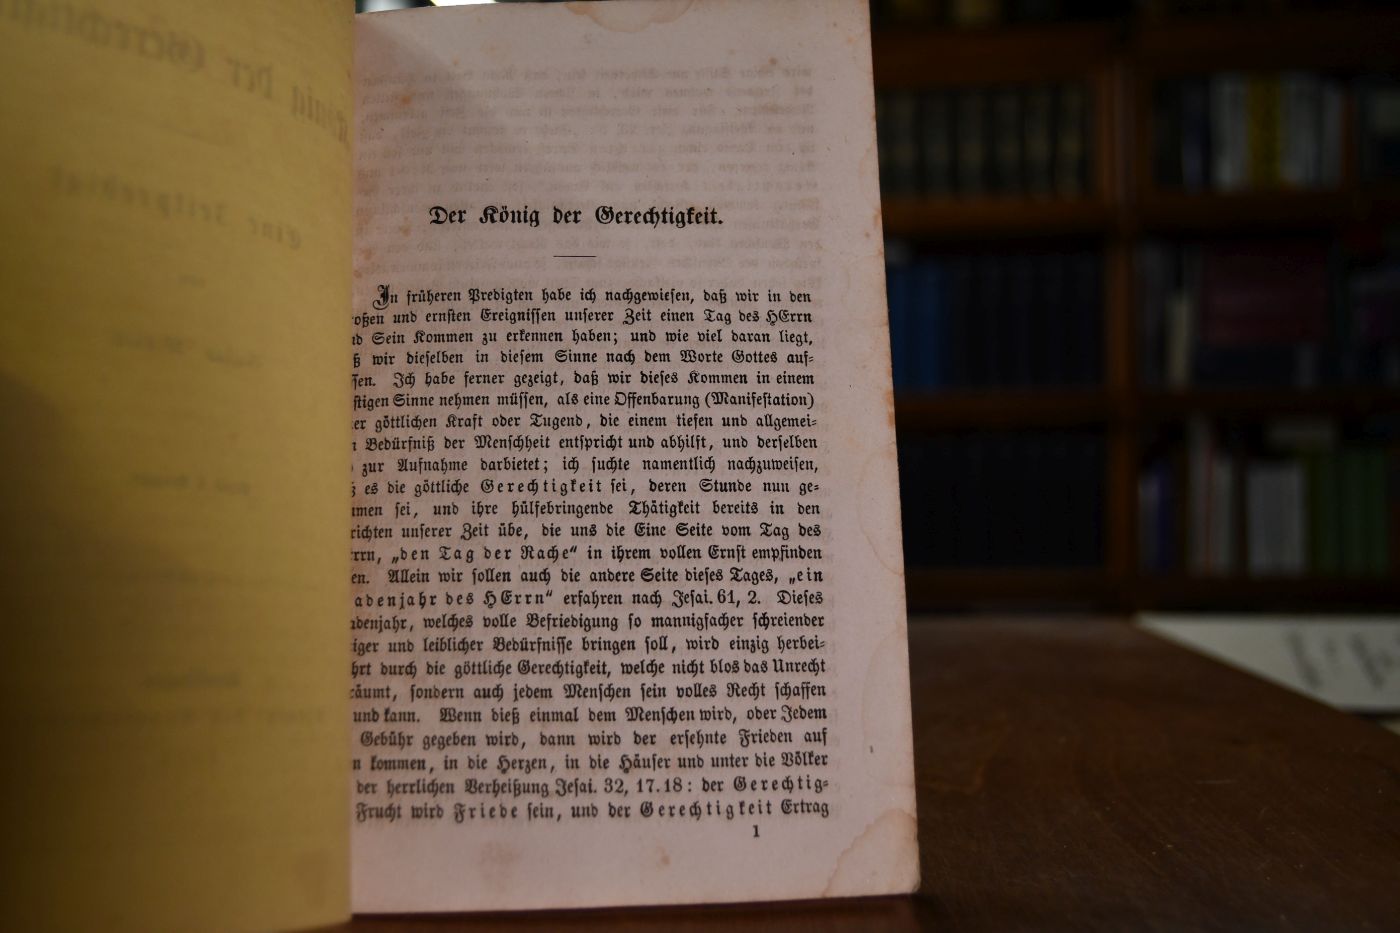 Der König der Gerechtigkeit.
In früheren Predigten habe ich nachgewiesen, daß wir in den
oßen und ernsten Ereignissen unserer Zeit einen Tag des HErrn
nd Sein Kommen zu erkennen haben; und wie viel daran liegt,
ß wir dieselben in diesem Sinne nach dem Worte Gottes auf-
ssen. Ich habe ferner gezeigt, daß wir dieses Kommen in einem
stigen Sinne nehmen müssen, als eine Offenbarung (Manifestation)
er göttlichen Kraft oder Tugend, die einem tiefen und allgemei-
n Bedürfniß der Menschheit entspricht und abhilft, und derselben
zur Aufnahme darbietet; ich suchte namentlich nachzuweisen,
ß es die göttliche Gerechtigkeit sei, deren Stunde nun ge-
mmen sei, und ihre hülfebringende Thätigkeit bereits in den
richten unserer Zeit übe, die uns die Eine Seite vom Tag des
rrn, „den Tag der Rache“ in ihrem vollen Ernst empfinden
en. Allein wir sollen auch die andere Seite dieses Tages, „ein
adenjahr des HErrn“ erfahren nach Jesai. 61, 2. Dieses
adenjahr, welches volle Befriedigung so mannigfacher schreiender
iger und leiblicher Bedürfnisse bringen soll, wird einzig herbei-
hrt durch die göttliche Gerechtigkeit, welche nicht blos das Unrecht
räumt, sondern auch jedem Menschen sein volles Recht schaffen
und kann. Wenn dieß einmal dem Menschen wird, oder Jedem
Gebühr gegeben wird, dann wird der ersehnte Frieden auf
n kommen, in die Herzen, in die Häuser und unter die Völker
der herrlichen Verheißung Jesai. 32, 17. 18: der Gerechtig-
Frucht wird Friede sein, und der Gerechtigkeit Ertrag
1